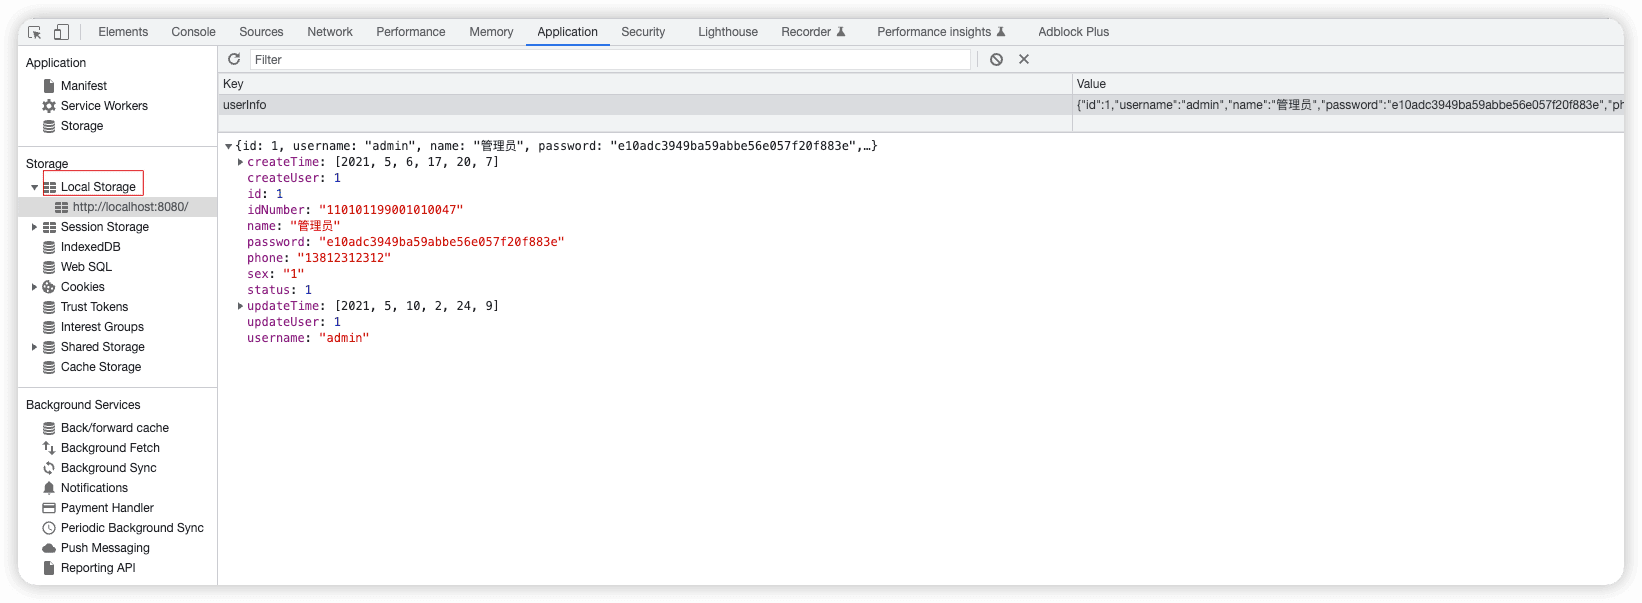 Elements Console Sources Network Performance Memory Application Security Lighthouse Recorder Performance insights Adblock Plus
Application
Manifest
Service Workers
Storage
Storage
Local Storage
http://localhost:8080/
Session Storage
IndexedDB
Web SQL
Cookies
Trust Tokens
Interest Groups
Shared Storage
Cache Storage
Background Services
Back/forward cache
Background Fetch
Background Sync
Notifications
Payment Handler
Periodic Background Sync
Push Messaging
Reporting API
Filter
Key Value
userInfo {"id":1,"username":"admin","name":"管理员","password":"e10adc3949ba59abbe56e057f20f883e","ph
{id: 1, username: "admin", name: "管理员", password: "e10adc3949ba59abbe56e057f20f883e",…}
createTime: [2021, 5, 6, 17, 20, 7]
createUser: 1
id: 1
idNumber: "110101199001010047"
name: "管理员"
password: "e10adc3949ba59abbe56e057f20f883e"
phone: "13812312312"
sex: "1"
status: 1
updateTime: [2021, 5, 10, 2, 24, 9]
updateUser: 1
username: "admin"